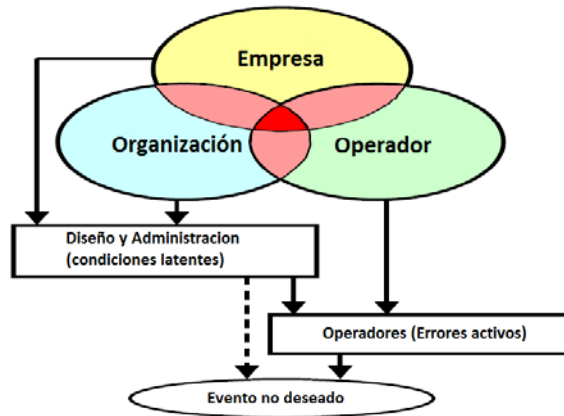 Empresa
Organización
Operador
Diseño y Administracion
(condiciones latentes)
Operadores (Errores activos)
Evento no deseado